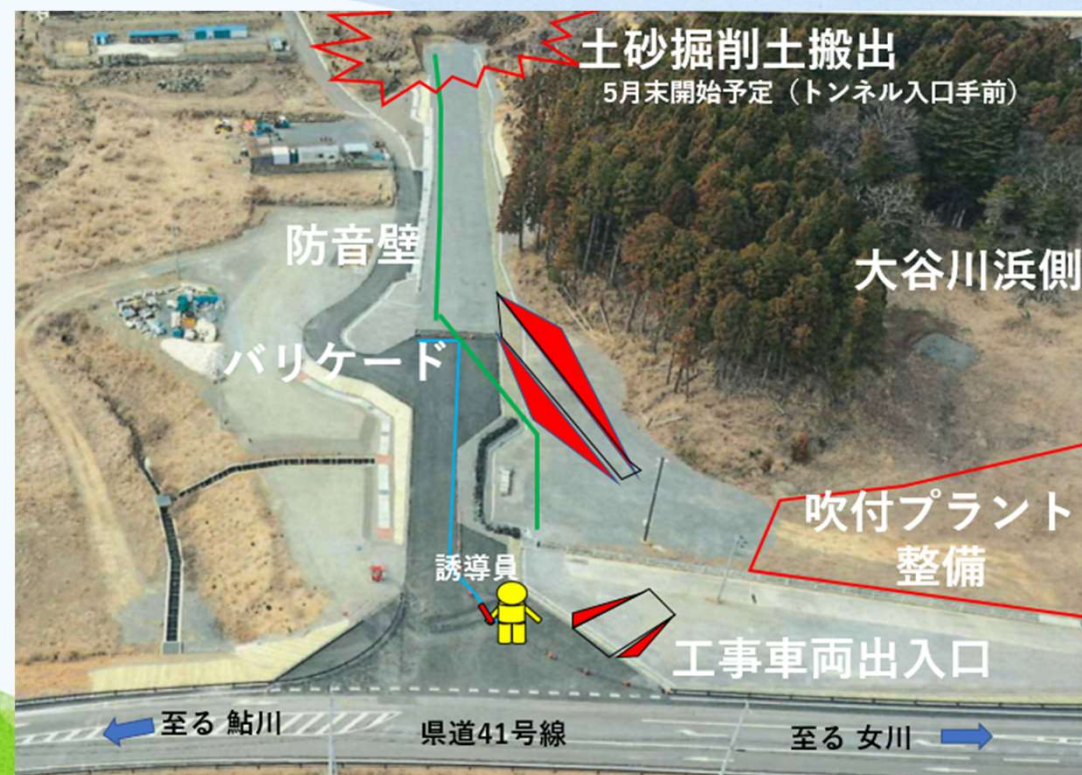 土砂掘削土搬出
5月末開始予定（トンネル入口手前）
防音壁
大谷川浜側
バリケード
吹付プラント
整備
誘導員
工事車両出入口
至る 鮎川
県道41号線
至る 女川